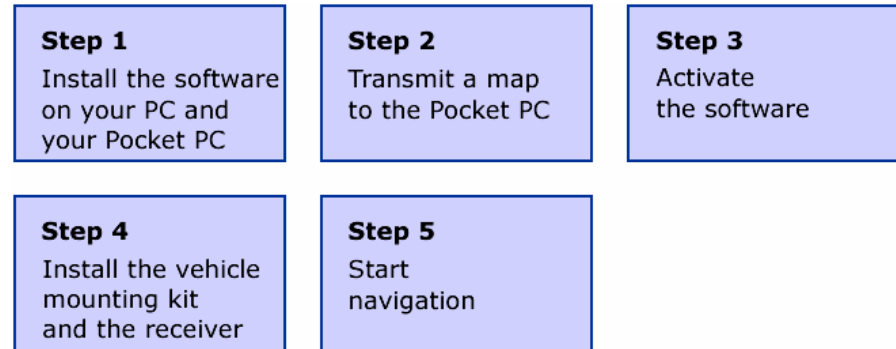 Step 1
Install the software
on your PC and
your Pocket PC
Step 2
Transmit a map
to the Pocket PC
Step 3
Activate
the software
Step 4
Install the vehicle
mounting kit
and the receiver
Step 5
Start
navigation